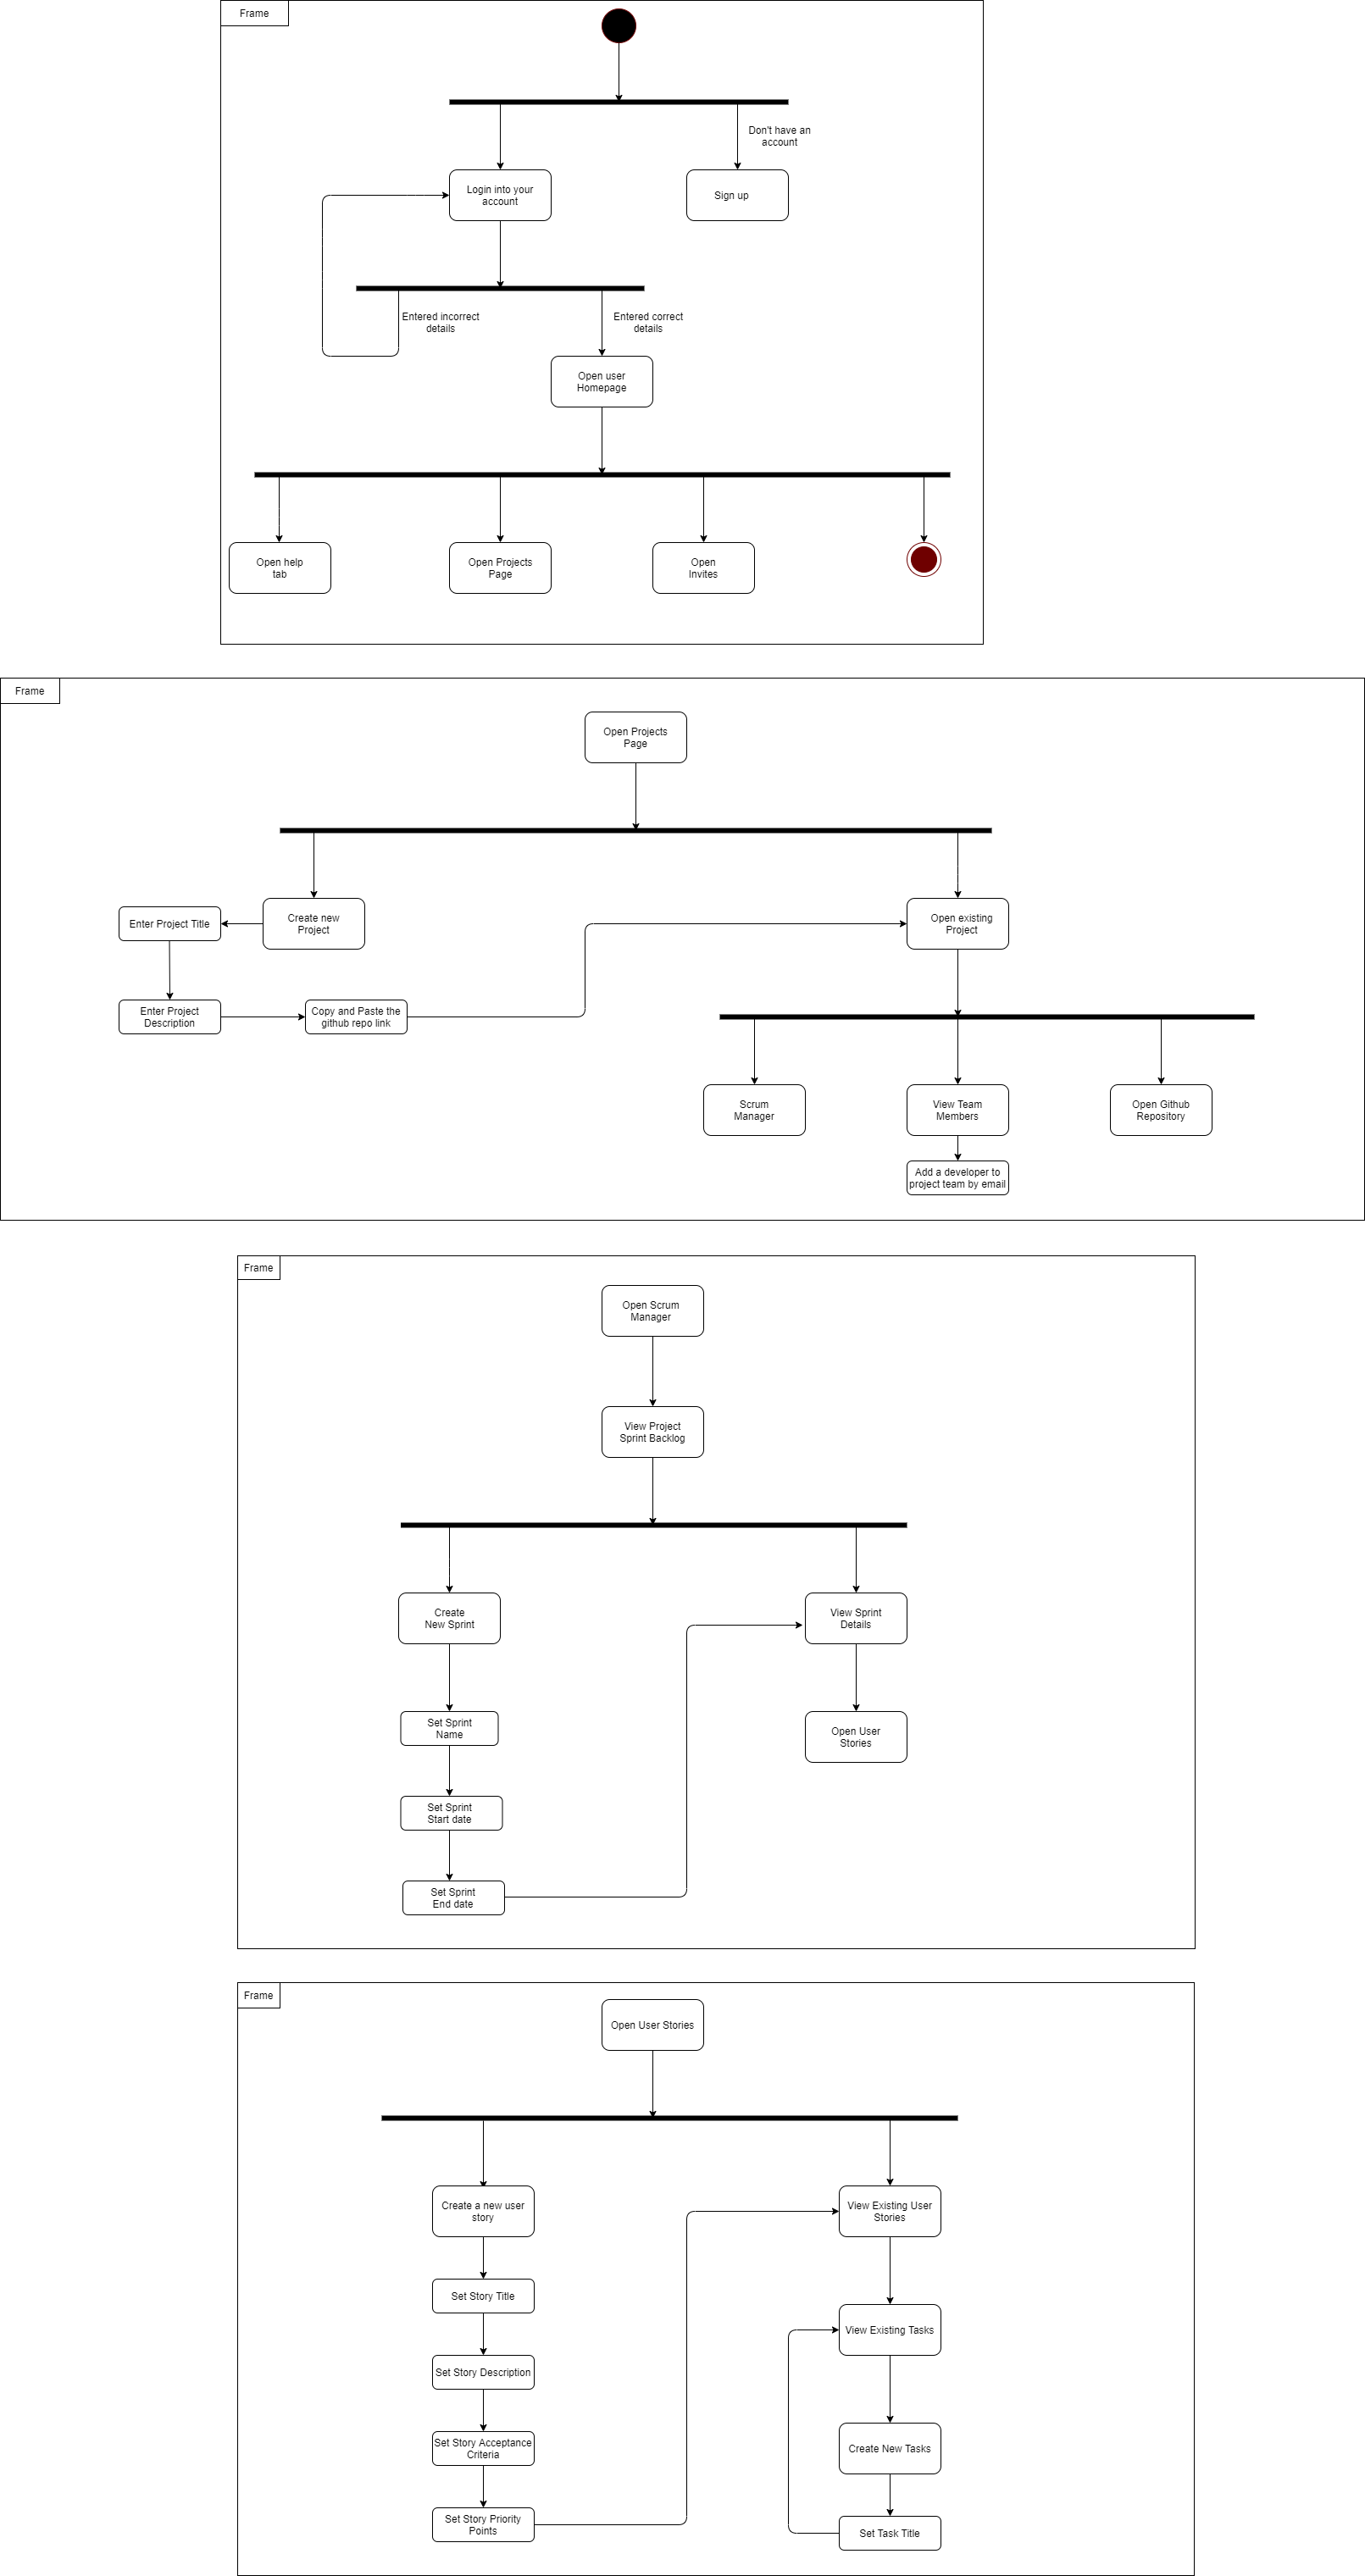 Frame
Don't have an
account
Login into your
account
Sign up
Entered incorrect
details
Entered correct
details
Open user
Homepage
Open help
tab
Open Projects
Page
Open
Invites
Frame
Open Projects
Page
Enter Project Title
Create new
Project
Open existing
Project
Enter Project
Description
Copy and Paste the
github repo link
Scrum
Manager
View Team
Members
Open Github
Repository
Add a developer to
project team by email
Frame
Open Scrum
Manager
View Project
Sprint Backlog
Create
New Sprint
View Sprint
Details
Set Sprint
Name
Open User
Stories
Set Sprint
Start date
Set Sprint
End date
Frame
Open User Stories
Create a new user
story
View Existing User
Stories
Set Story Title
View Existing Tasks
Set Story Description
Set Story Acceptance
Criteria
Create New Tasks
Set Story Priority
Points
Set Task Title